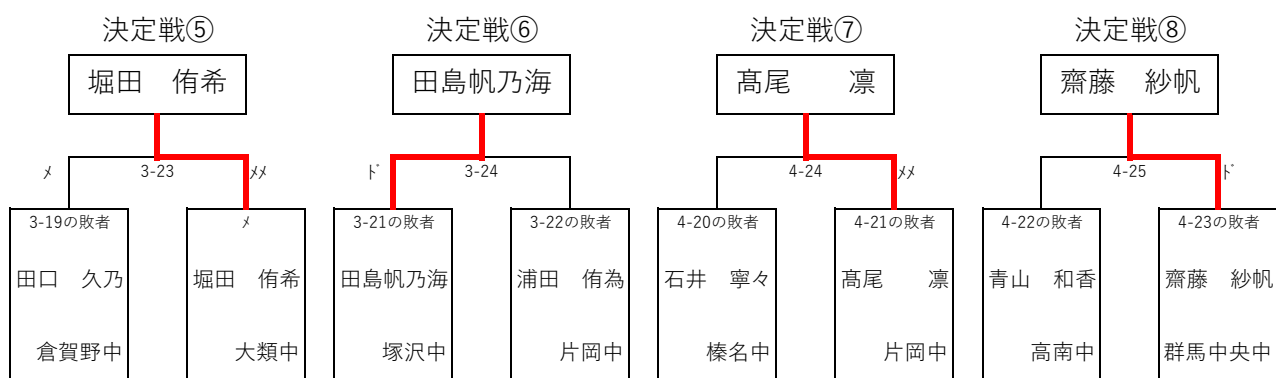 決定戦⑤ 決定戦⑥ 決定戦⑦ 決定戦⑧
堀田　侑希 田島帆乃海 髙尾　　凛 齋藤　紗帆
ﾒ 3-23 ﾒﾒ ﾄﾞ 3-24 4-24 ﾒﾒ 4-25 ﾄﾞ
3-19の敗者 ﾒ 3-21の敗者 3-22の敗者 4-20の敗者 4-21の敗者 4-22の敗者 4-23の敗者
田口　久乃 堀田　侑希 田島帆乃海 浦田　侑為 石井　寧々 髙尾　　凛 青山　和香 齋藤　紗帆
倉賀野中 大類中 塚沢中 片岡中 榛名中 片岡中 高南中 群馬中央中